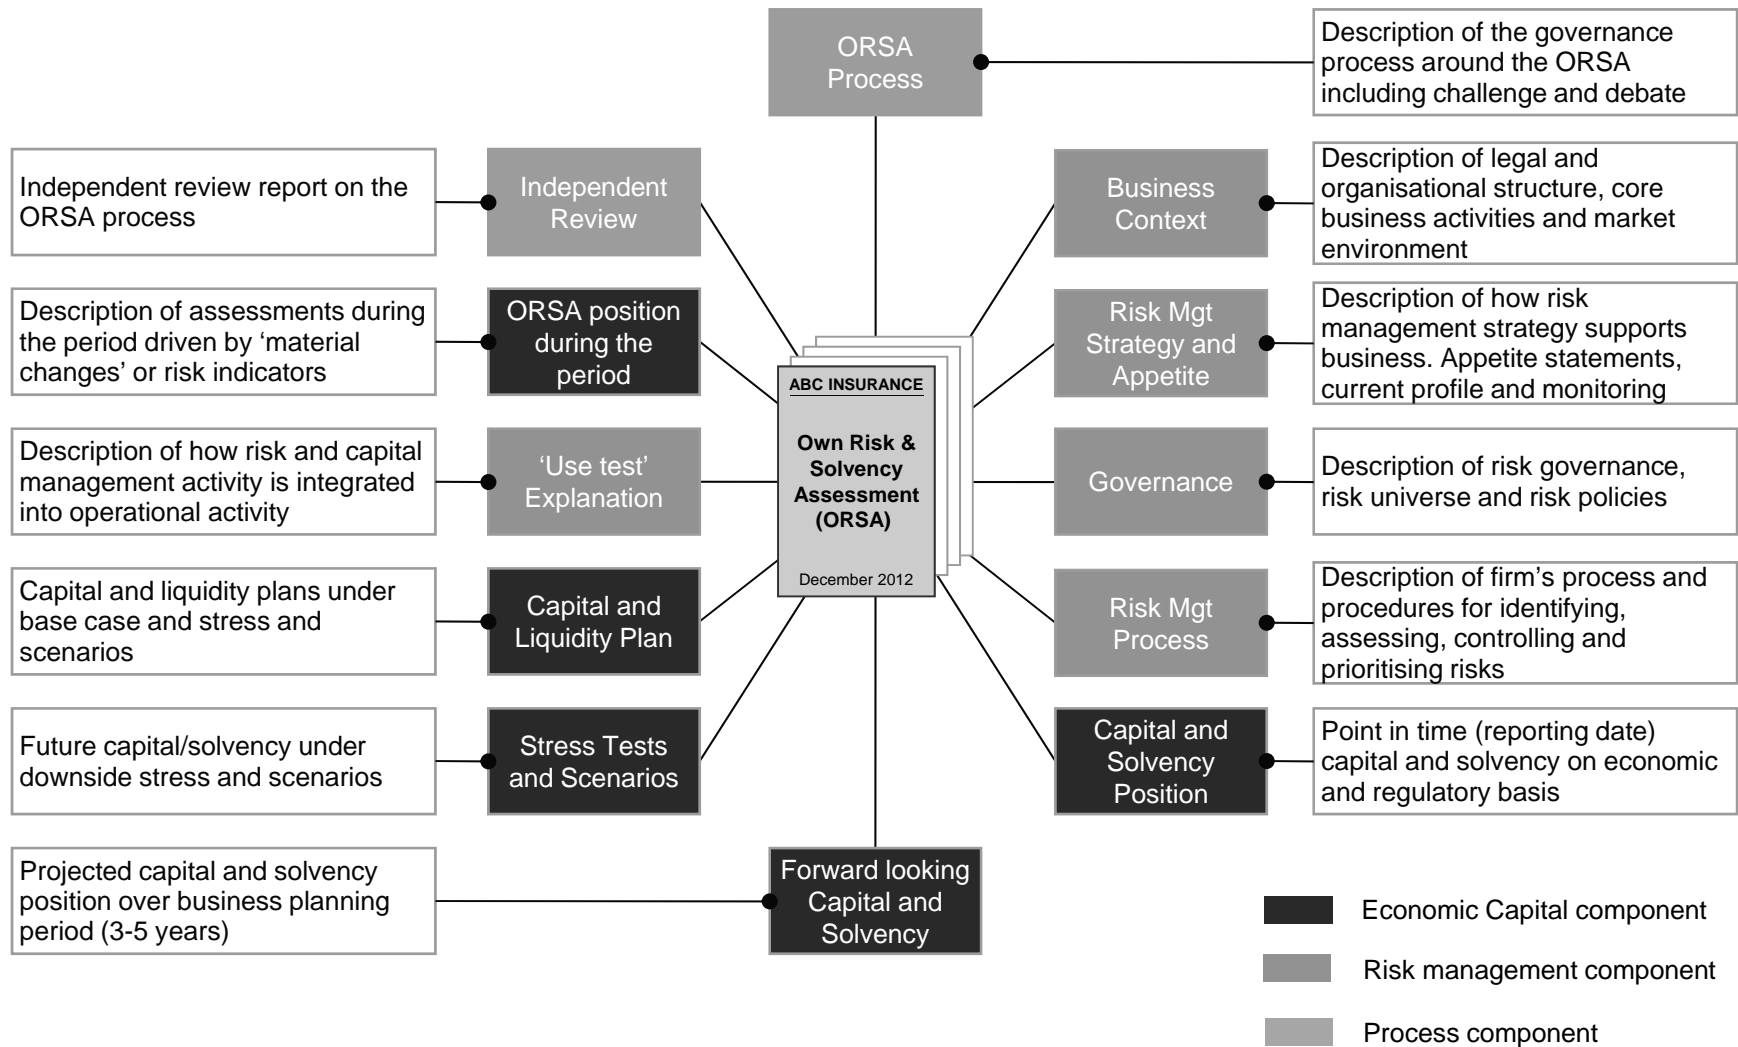 ORSA
Process
Description of the governance
process around the ORSA
including challenge and debate
Independent review report on the
ORSA process
Independent
Review
Business
Context
Description of legal and
organisational structure, core
business activities and market
environment
Description of assessments during
the period driven by ‘material
changes’ or risk indicators
ORSA position
during the
period
Risk Mgt
Strategy and
Appetite
Description of how risk
management strategy supports
business. Appetite statements,
current profile and monitoring
ABC INSURANCE
Own Risk &
Solvency
Assessment
(ORSA)
December 2012
Description of how risk and capital
management activity is integrated
into operational activity
‘Use test’
Explanation
Governance
Description of risk governance,
risk universe and risk policies
Capital and liquidity plans under
base case and stress and
scenarios
Capital and
Liquidity Plan
Risk Mgt
Process
Description of firm’s process and
procedures for identifying,
assessing, controlling and
prioritising risks
Future capital/solvency under
downside stress and scenarios
Stress Tests
and Scenarios
Capital and
Solvency
Position
Point in time (reporting date)
capital and solvency on economic
and regulatory basis
Projected capital and solvency
position over business planning
period (3-5 years)
Forward looking
Capital and
Solvency
Economic Capital component
Risk management component
Process component